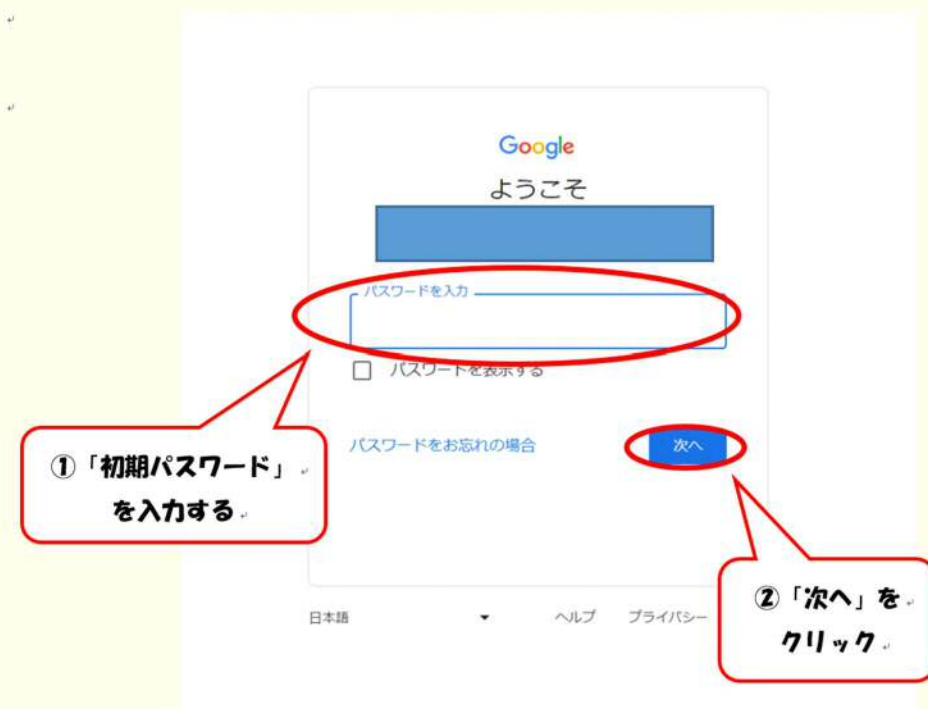 Google
ようこそ
パスワードを入力
パスワードを表示する
パスワードをお忘れの場合
次へ
①「初期パスワード」
を入力する
②「次へ」を
クリック
日本語
ヘルプ
プライバシー